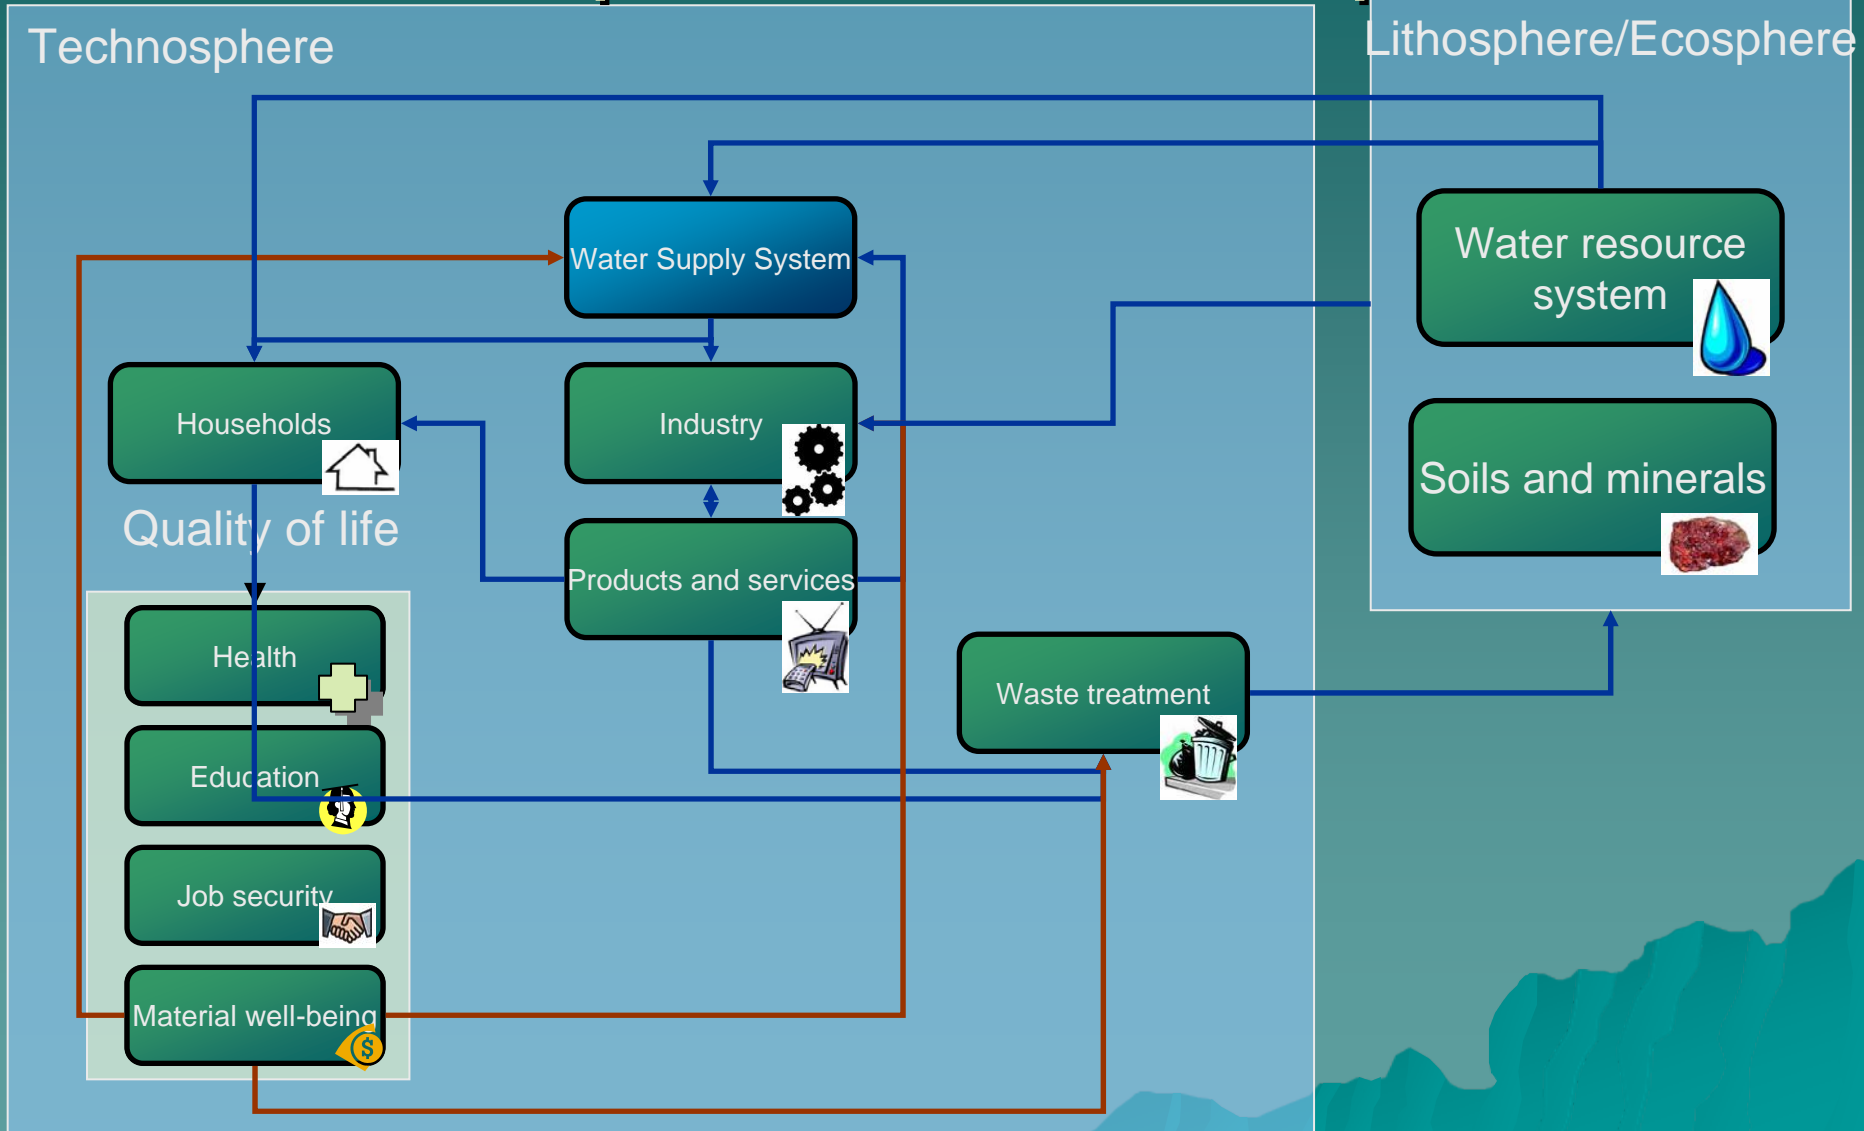 Technosphere
Lithosphere/Ecosphere
Water Supply System
Water resource
system
Households
Industry
Soils and minerals
Quality of life
Products and services
Health
Waste treatment
Education
Job security
Material well-being
$